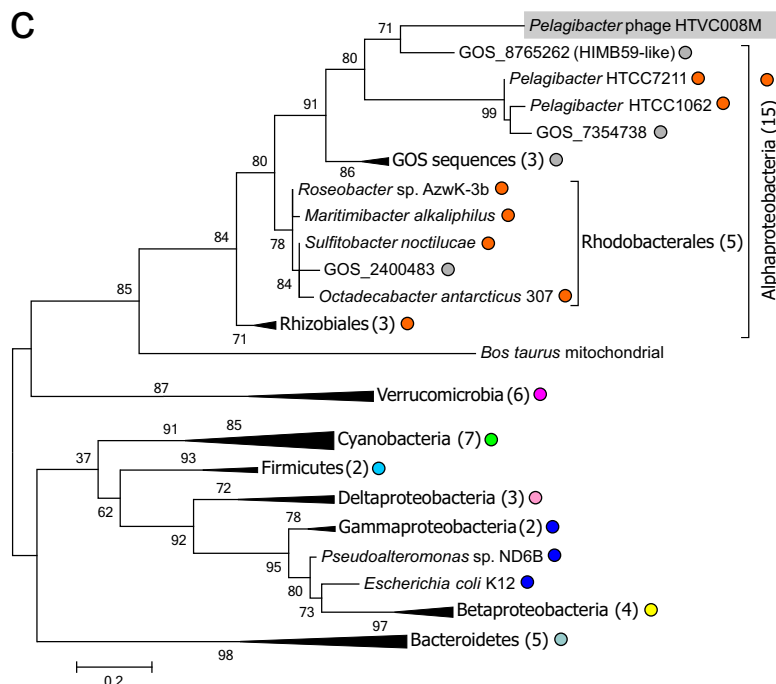 C
Pelagibacter phage HTVC008M
71
GOS_8765262 (HIMB59-like)
80
Pelagibacter HTCC7211
Pelagibacter HTCC1062
99
GOS_7354738
91
GOS sequences (3)
86
80
Roseobacter sp. AzwK-3b
Maritimibacter alkaliphilus
78
Sulfitobacter noctilucae
Rhodobacterales (5)
84
GOS_2400483
84
Octadecabacter antarcticus 307
Alphaproteobacteria (15)
85
Rhizobiales (3)
71
Bos taurus mitochondrial
87
Verrucomicrobia (6)
91
85
Cyanobacteria (7)
37
93
Firmicutes (2)
62
72
Deltaproteobacteria (3)
92
78
Gammaproteobacteria (2)
95
Pseudoalteromonas sp. ND6B
80
Escherichia coli K12
73
Betaproteobacteria (4)
97
Bacteroidetes (5)
98
0.2